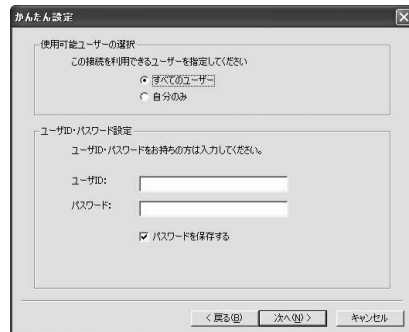 かんたん設定
使用可能ユーザーの選択
この接続を利用できるユーザーを指定してください
すべてのユーザー
自分のみ
ユーザID・パスワード設定
ユーザID・パスワードをお持ちの方は入力してください。
ユーザID:
パスワード:
パスワードを保存する
< 戻る(B) 次へ(N) > キャンセル